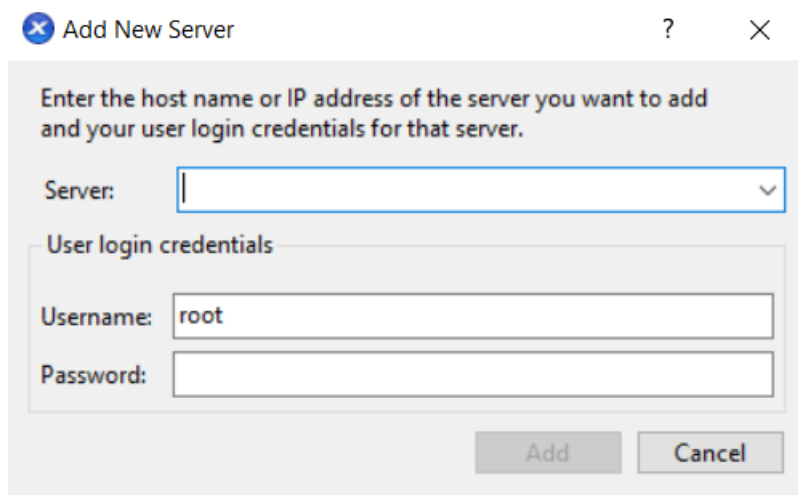 Add New Server
?
Enter the host name or IP address of the server you want to add
and your user login credentials for that server.
Server:
User login credentials
Username: root
Password:
Add Cancel